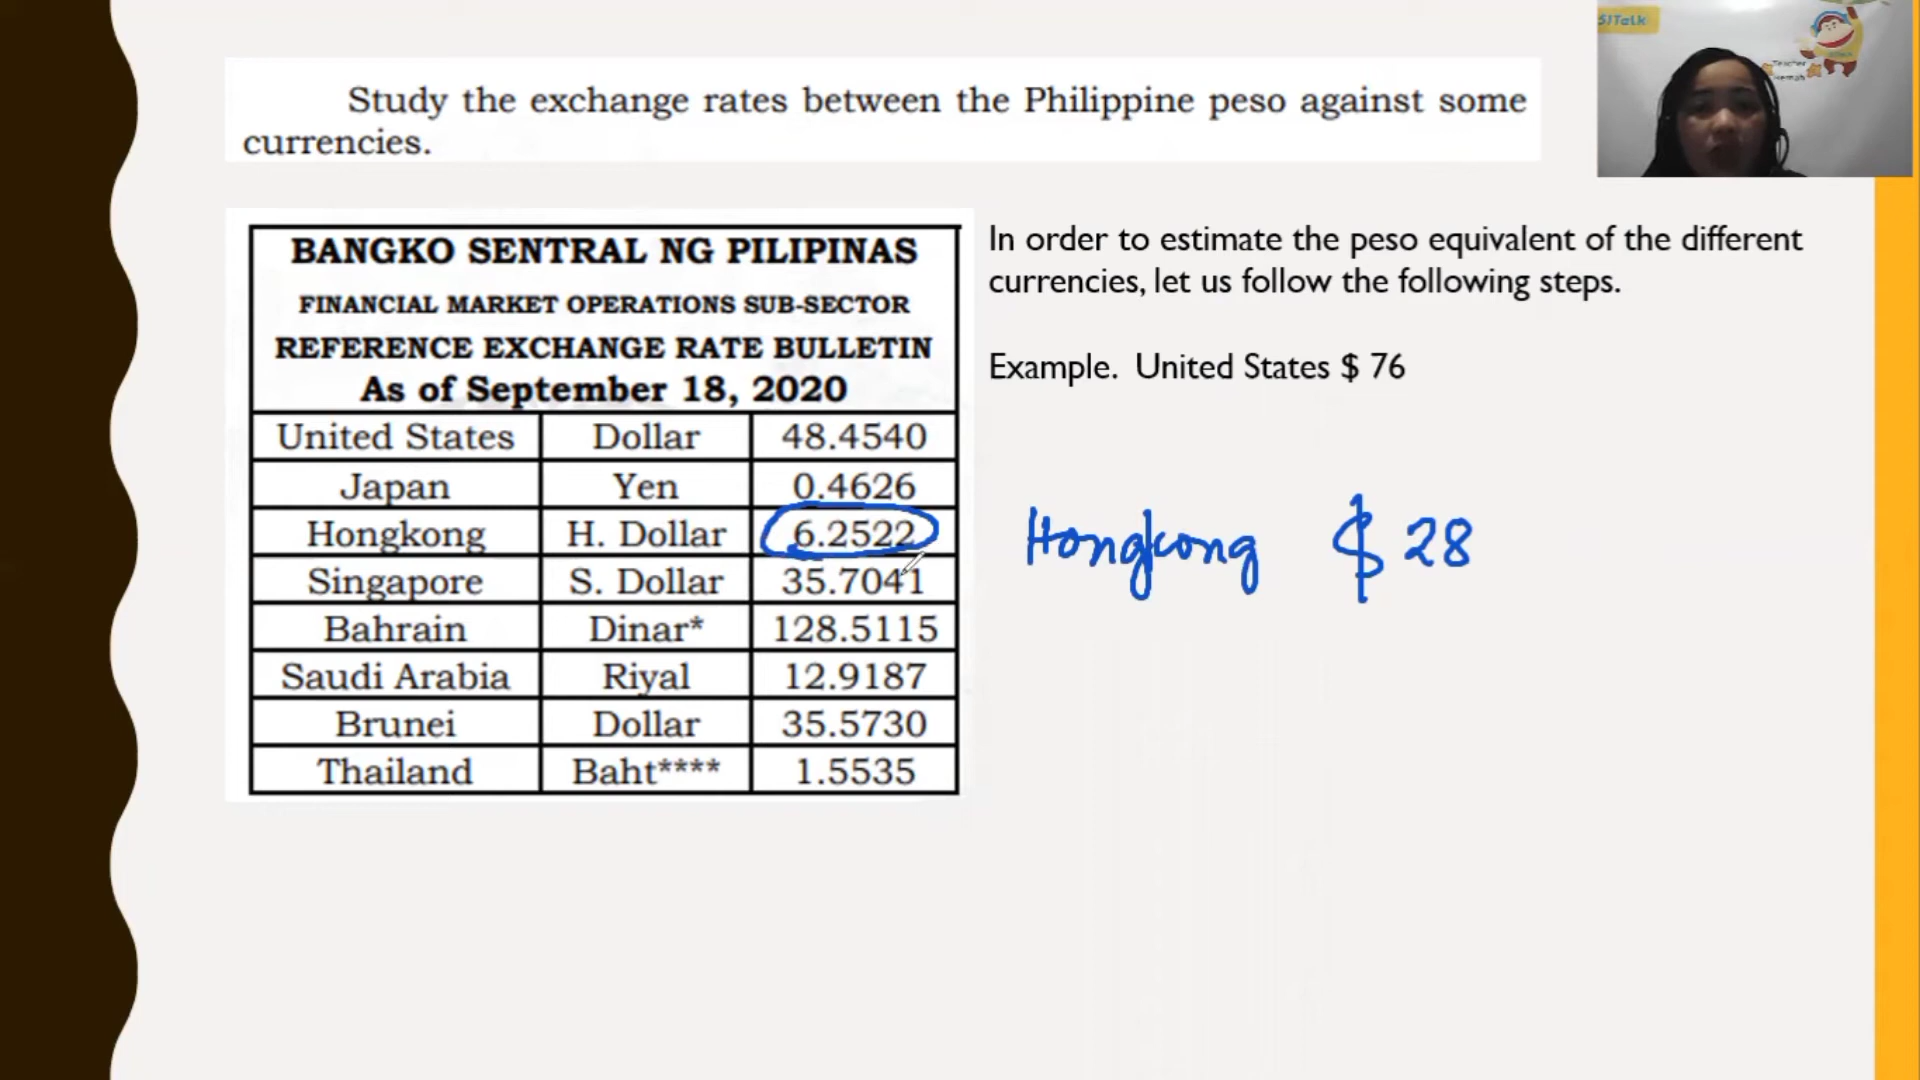 SJTalk
Teacher
Study the exchange rates between the Philippine peso against some
currencies.
BANGKO SENTRAL NG PILIPINAS
FINANCIAL MARKET OPERATIONS SUB-SECTOR
REFERENCE EXCHANGE RATE BULLETIN
As of September 18, 2020
United States Dollar 48.4540
Japan Yen 0.4626
Hongkong H. Dollar 6.2522
Singapore S. Dollar 35.7041
Bahrain Dinar* 128.5115
Saudi Arabia Riyal 12.9187
Brunei Dollar 35.5730
Thailand Baht**** 1.5535
In order to estimate the peso equivalent of the different
currencies, let us follow the following steps.
Example. United States $ 76
Hongkong $ 28